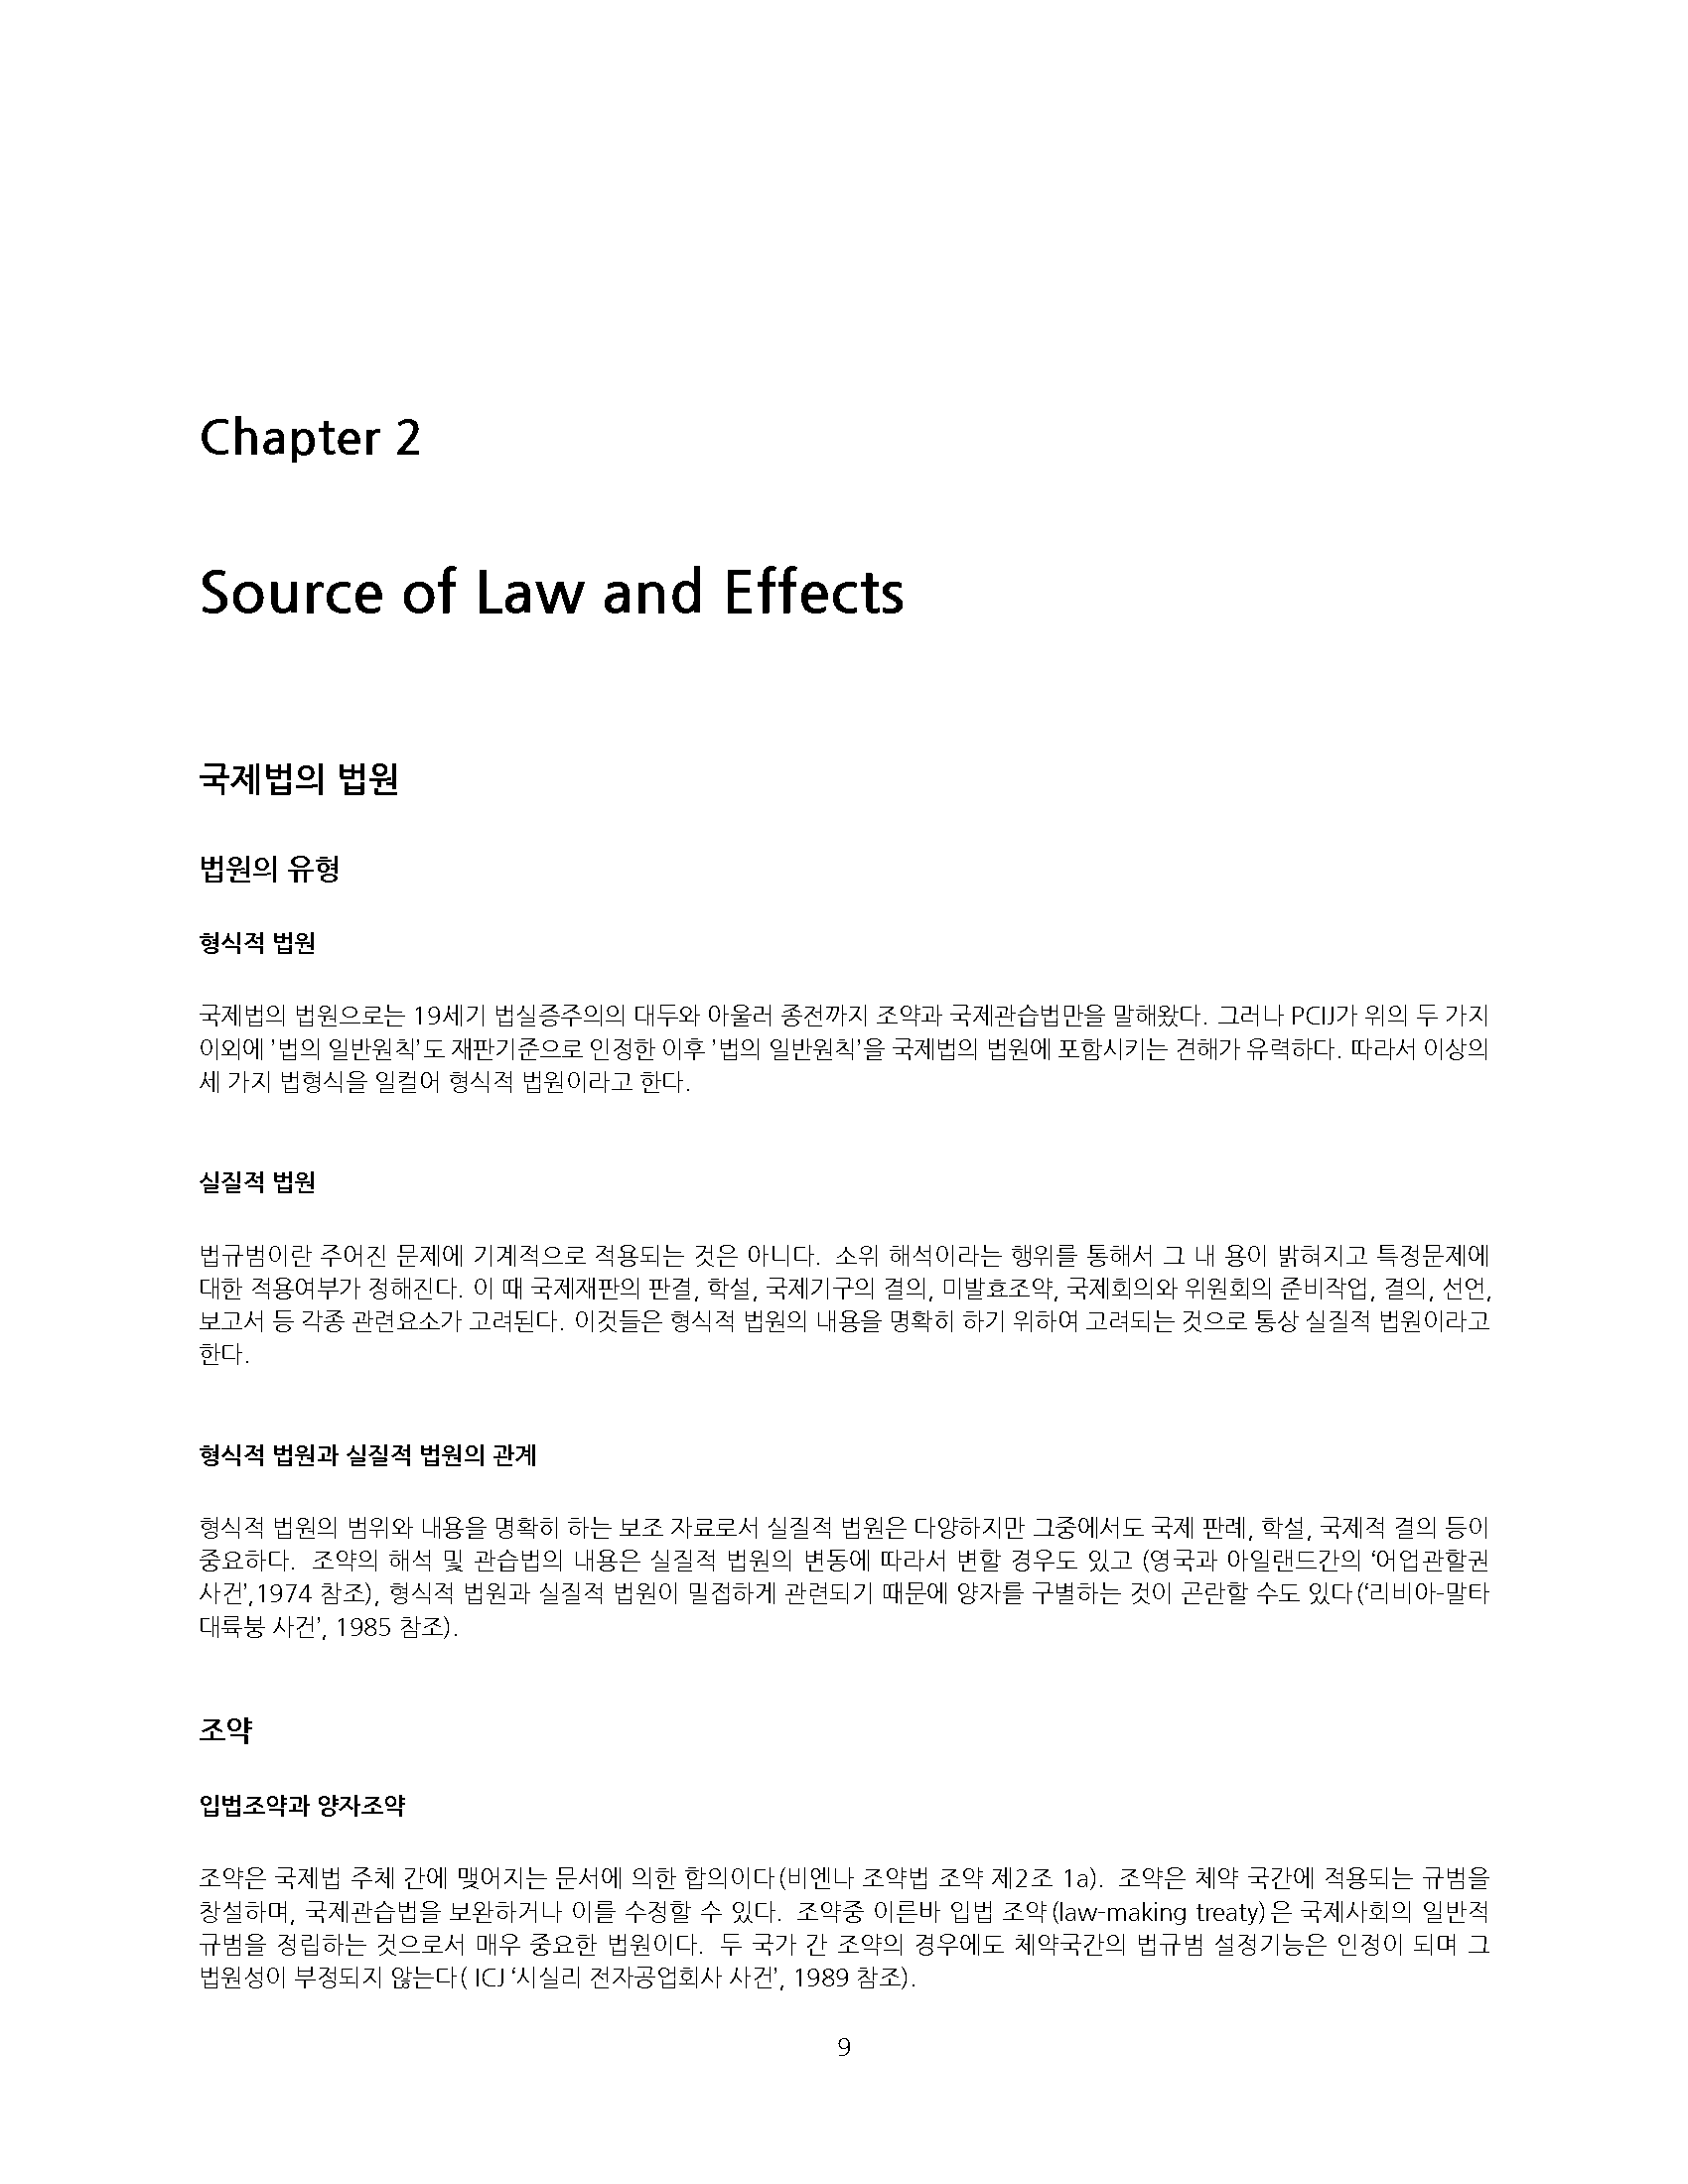 Chapter 2
Source of Law and Effects
국제법의 법원
법원의 유형
형식적 법원
국제법의 법원으로는 19세기 법실증주의의 대두와 아울러 종전까지 조약과 국제관습법만을 말해왔다. 그러나 PCIJ가 위의 두 가지
이외에 '법의 일반원칙'도 재판기준으로 인정한 이후 '법의 일반원칙'을 국제법의 법원에 포함시키는 견해가 유력하다. 따라서 이상의
세 가지 법형식을 일컬어 형식적 법원이라고 한다.
실질적 법원
법규범이란 주어진 문제에 기계적으로 적용되는 것은 아니다. 소위 해석이라는 행위를 통해서 그 내 용이 밝혀지고 특정문제에
대한 적용여부가 정해진다. 이 때 국제재판의 판결, 학설, 국제기구의 결의, 미발효조약, 국제회의와 위원회의 준비작업, 결의, 선언,
보고서 등 각종 관련요소가 고려된다. 이것들은 형식적 법원의 내용을 명확히 하기 위하여 고려되는 것으로 통상 실질적 법원이라고
한다.
형식적 법원과 실질적 법원의 관계
형식적 법원의 범위와 내용을 명확히 하는 보조 자료로서 실질적 법원은 다양하지만 그중에서도 국제 판례, 학설, 국제적 결의 등이
중요하다. 조약의 해석 및 관습법의 내용은 실질적 법원의 변동에 따라서 변할 경우도 있고 (영국과 아일랜드간의 ‘어업관할권
사건’,1974 참조), 형식적 법원과 실질적 법원이 밀접하게 관련되기 때문에 양자를 구별하는 것이 곤란할 수도 있다(‘리비아-말타
대륙붕 사건’, 1985 참조).
조약
입법조약과 양자조약
조약은 국제법 주체 간에 맺어지는 문서에 의한 합의이다(비엔나 조약법 조약 제2조 1a). 조약은 체약 국간에 적용되는 규범을
창설하며, 국제관습법을 보완하거나 이를 수정할 수 있다. 조약중 이른바 입법 조약(law-making treaty)은 국제사회의 일반적
규범을 정립하는 것으로서 매우 중요한 법원이다. 두 국가 간 조약의 경우에도 체약국간의 법규범 설정기능은 인정이 되며 그
법원성이 부정되지 않는다( ICJ ‘시실리 전자공업회사 사건’, 1989 참조).
9